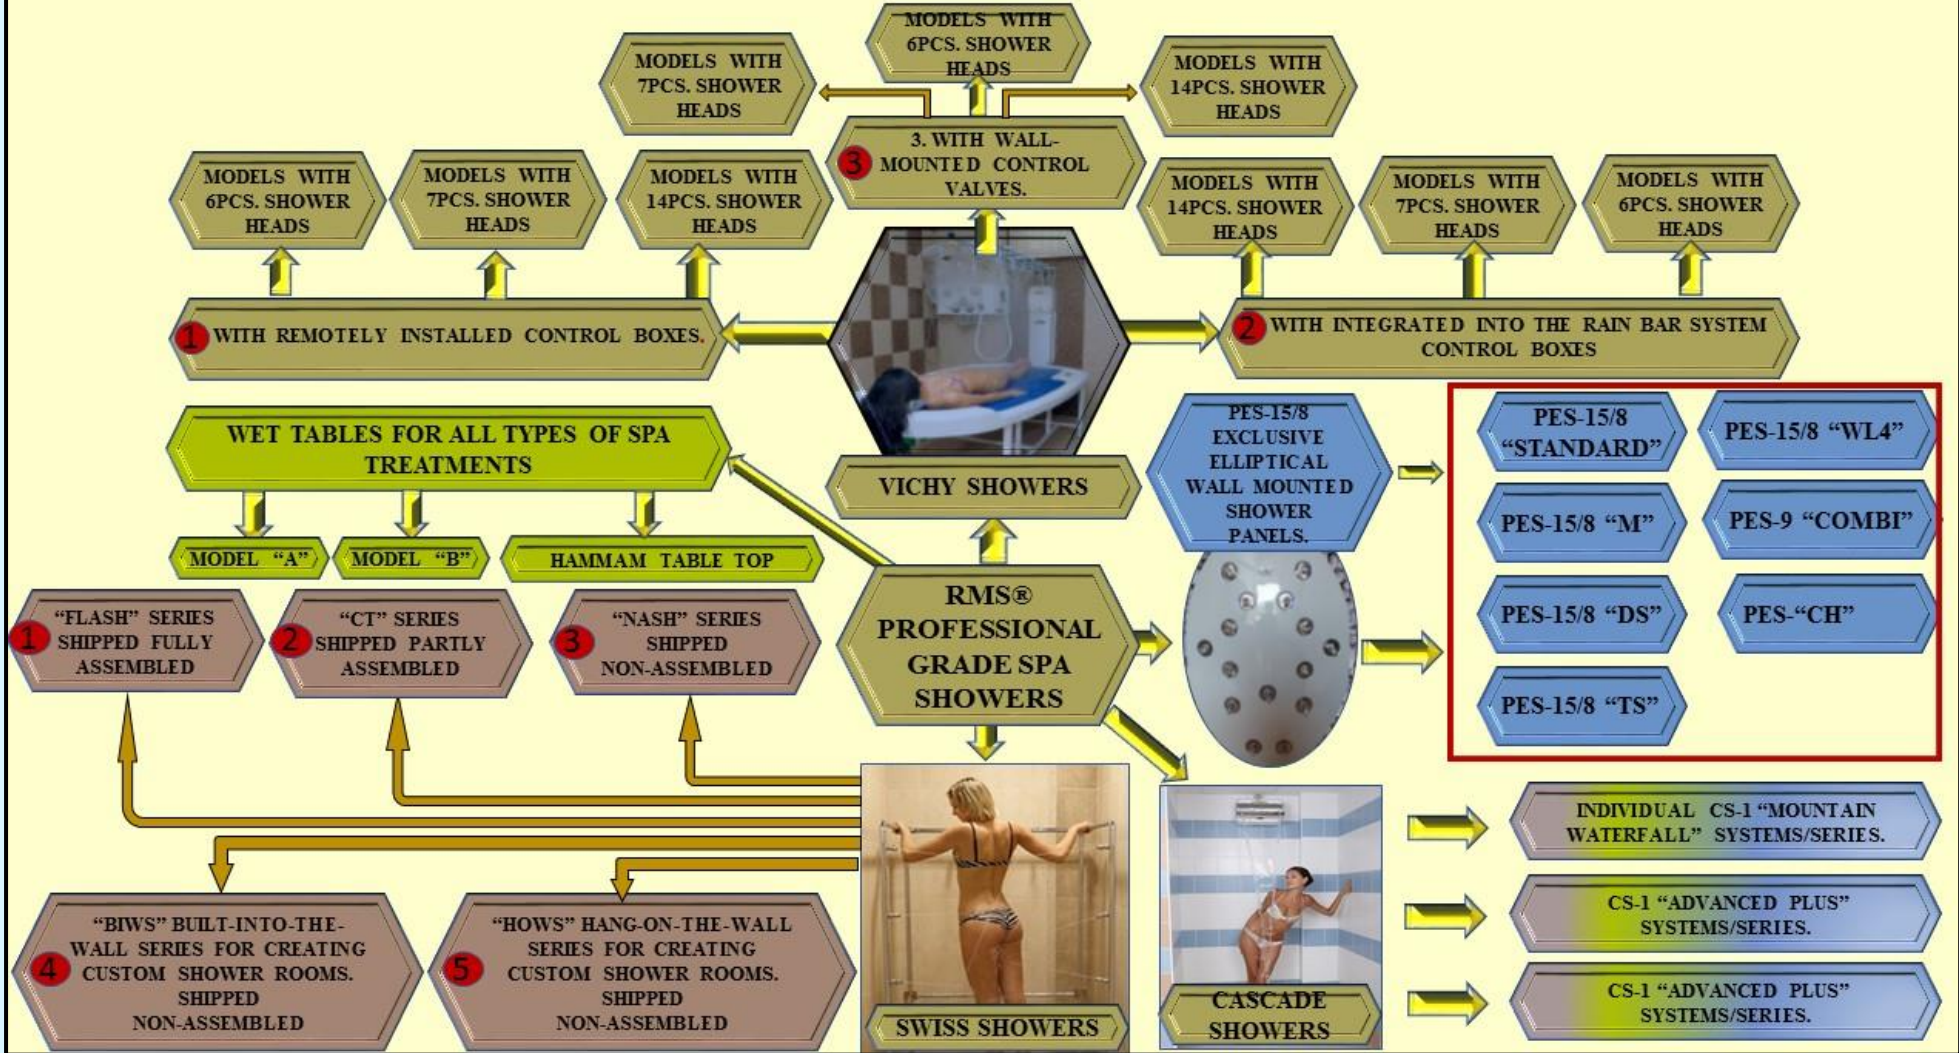 MODELS WITH
6PCS. SHOWER
HEADS
MODELS WITH
7PCS. SHOWER
HEADS
MODELS WITH
14PCS. SHOWER
HEADS
3. WITH WALL-
MOUNTED CONTROL
VALVES.
3
MODELS WITH
6PCS. SHOWER
HEADS
MODELS WITH
7PCS. SHOWER
HEADS
MODELS WITH
14PCS. SHOWER
HEADS
MODELS WITH
14PCS. SHOWER
HEADS
MODELS WITH
7PCS. SHOWER
HEADS
MODELS WITH
6PCS. SHOWER
HEADS
1 WITH REMOTELY INSTALLED CONTROL BOXES.
2 WITH INTEGRATED INTO THE RAIN BAR SYSTEM
CONTROL BOXES
WET TABLES FOR ALL TYPES OF SPA
TREATMENTS
VICHY SHOWERS
PES-15/8
EXCLUSIVE
ELLIPTICAL
WALL MOUNTED
SHOWER
PANELS.
PES-15/8
“STANDARD”
PES-15/8 “WL4”
PES-15/8 “M”
PES-9 “COMBI”
PES-15/8 “DS”
PES-“CH”
PES-15/8 “TS”
MODEL “A”
MODEL “B”
HAMMAM TABLE TOP
1
“FLASH” SERIES
SHIPPED FULLY
ASSEMBLED
2
“CT” SERIES
SHIPPED PARTLY
ASSEMBLED
3
“NASH” SERIES
SHIPPED
NON-ASSEMBLED
RMS®
PROFESSIONAL
GRADE SPA
SHOWERS
INDIVIDUAL CS-1 “MOUNTAIN
WATERFALL” SYSTEMS/SERIES.
CS-1 “ADVANCED PLUS”
SYSTEMS/SERIES.
CS-1 “ADVANCED PLUS”
SYSTEMS/SERIES.
4
“BIWS” BUILT-INTO-THE-
WALL SERIES FOR CREATING
CUSTOM SHOWER ROOMS.
SHIPPED
NON-ASSEMBLED
5
“HOWS” HANG-ON-THE-WALL
SERIES FOR CREATING
CUSTOM SHOWER ROOMS.
SHIPPED
NON-ASSEMBLED
SWISS SHOWERS
CASCADE
SHOWERS